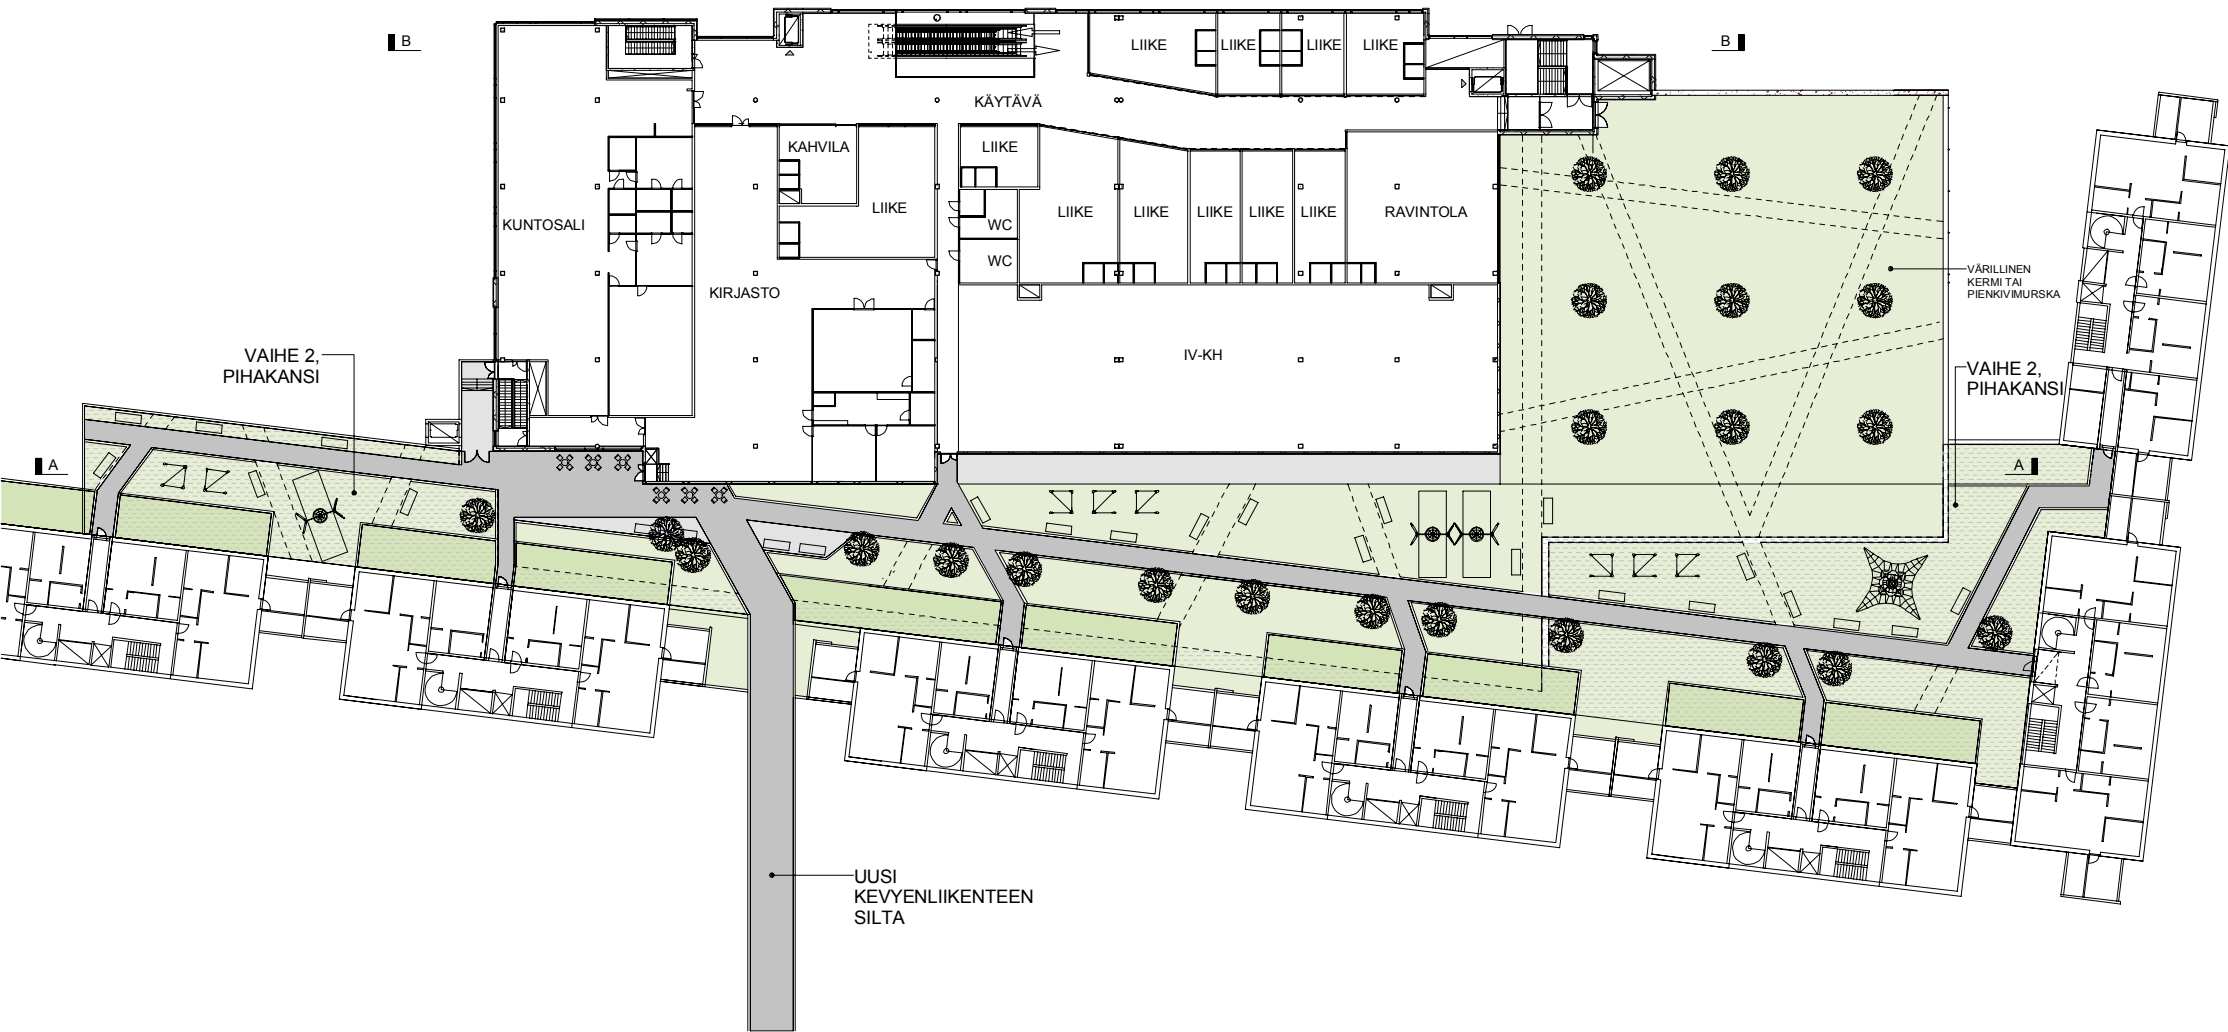 B
B
LIIKE
LIIKE
LIIKE
LIIKE
KÄYTÄVÄ
KAHVILA
LIIKE
LIIKE
KUNTOSALI
WC
WC
LIIKE
LIIKE
LIIKE
LIIKE
LIIKE
RAVINTOLA
KIRJASTO
VÄRILLINEN
KERMI TAI
PIENKIVIMURSKA
IV-KH
VAIHE 2,
PIHAKANSI
VAIHE 2,
PIHAKANSI
A
A
UUSI
KEVYENLIIKENTEEN
SILTA